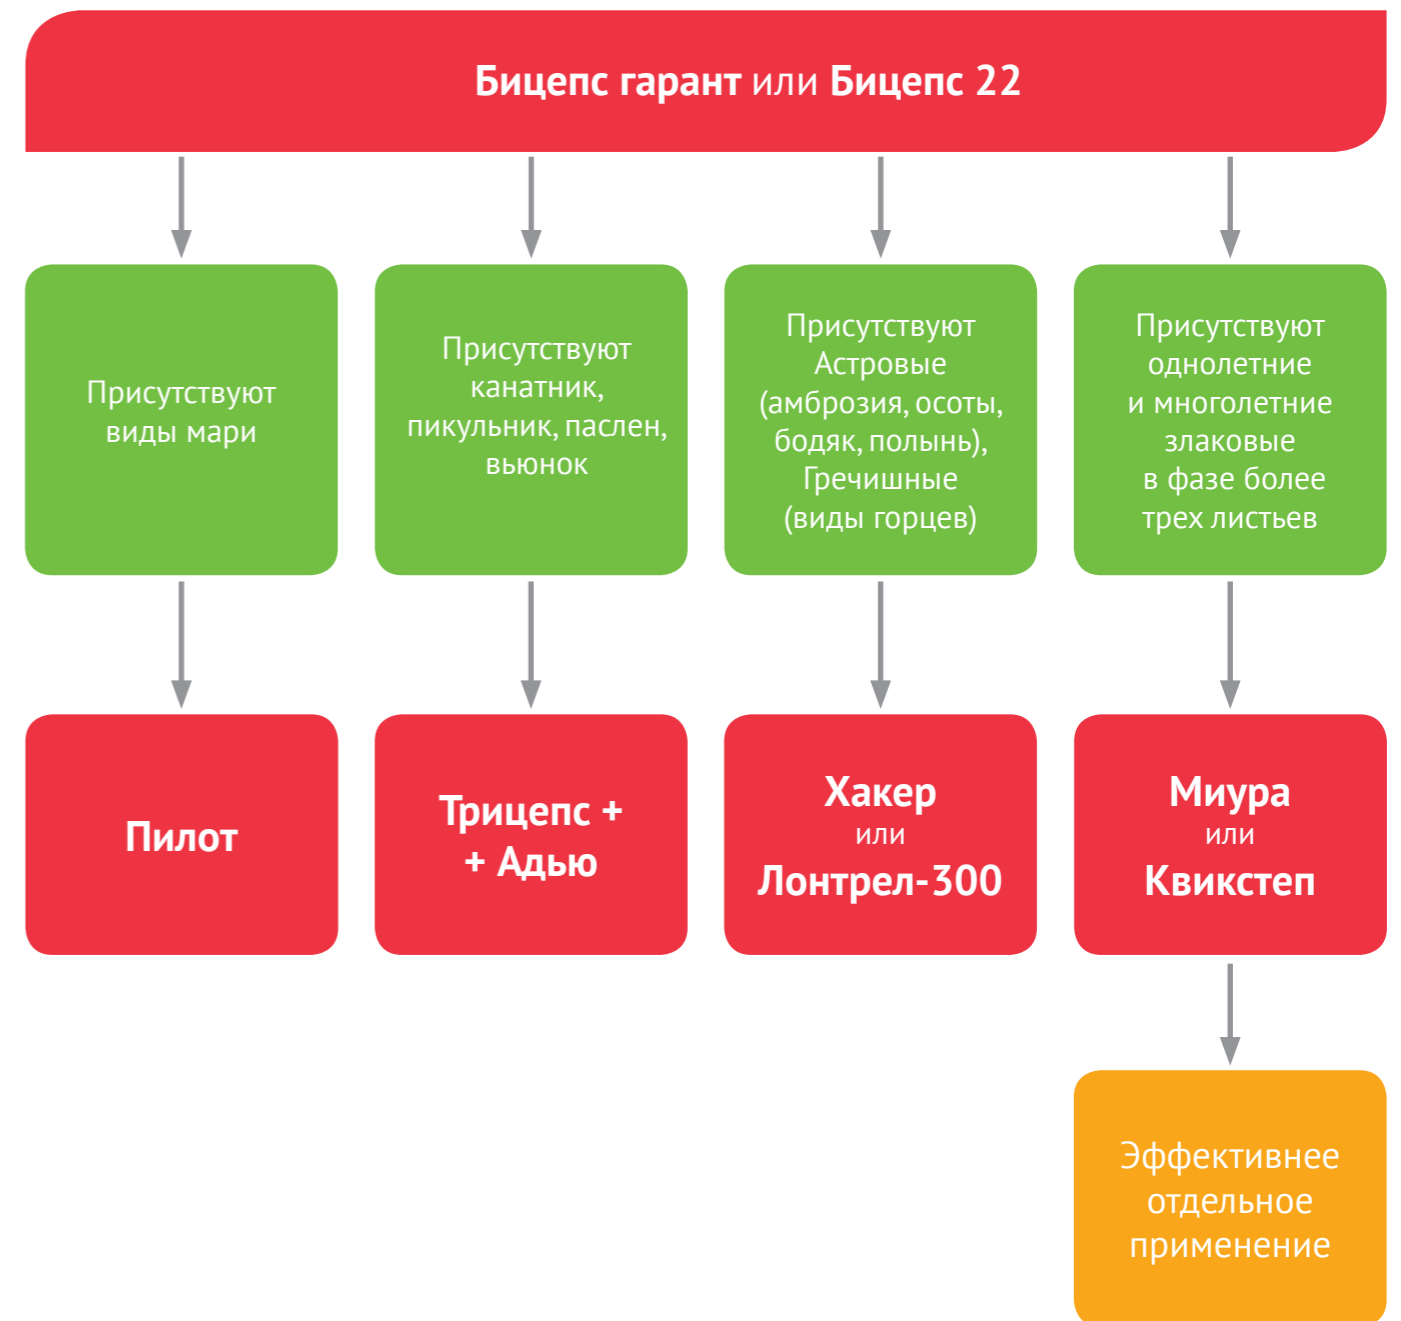 Бицепс гарант или Бицепс 22
Присутствуют
виды мари
Присутствуют
канатник,
пикульник, паслен,
вьюнок
Присутствуют
Астровые
(амброзия, осоты,
бодяк, полынь),
Гречишные
(виды горцев)
Присутствуют
однолетние
и многолетние
злаковые
в фазе более
трех листьев
Пилот
Трицепс +
+ Адью
Хакер
или
Лонтрел-300
Миура
или
Квикстеп
Эффективнее
отдельное
применение